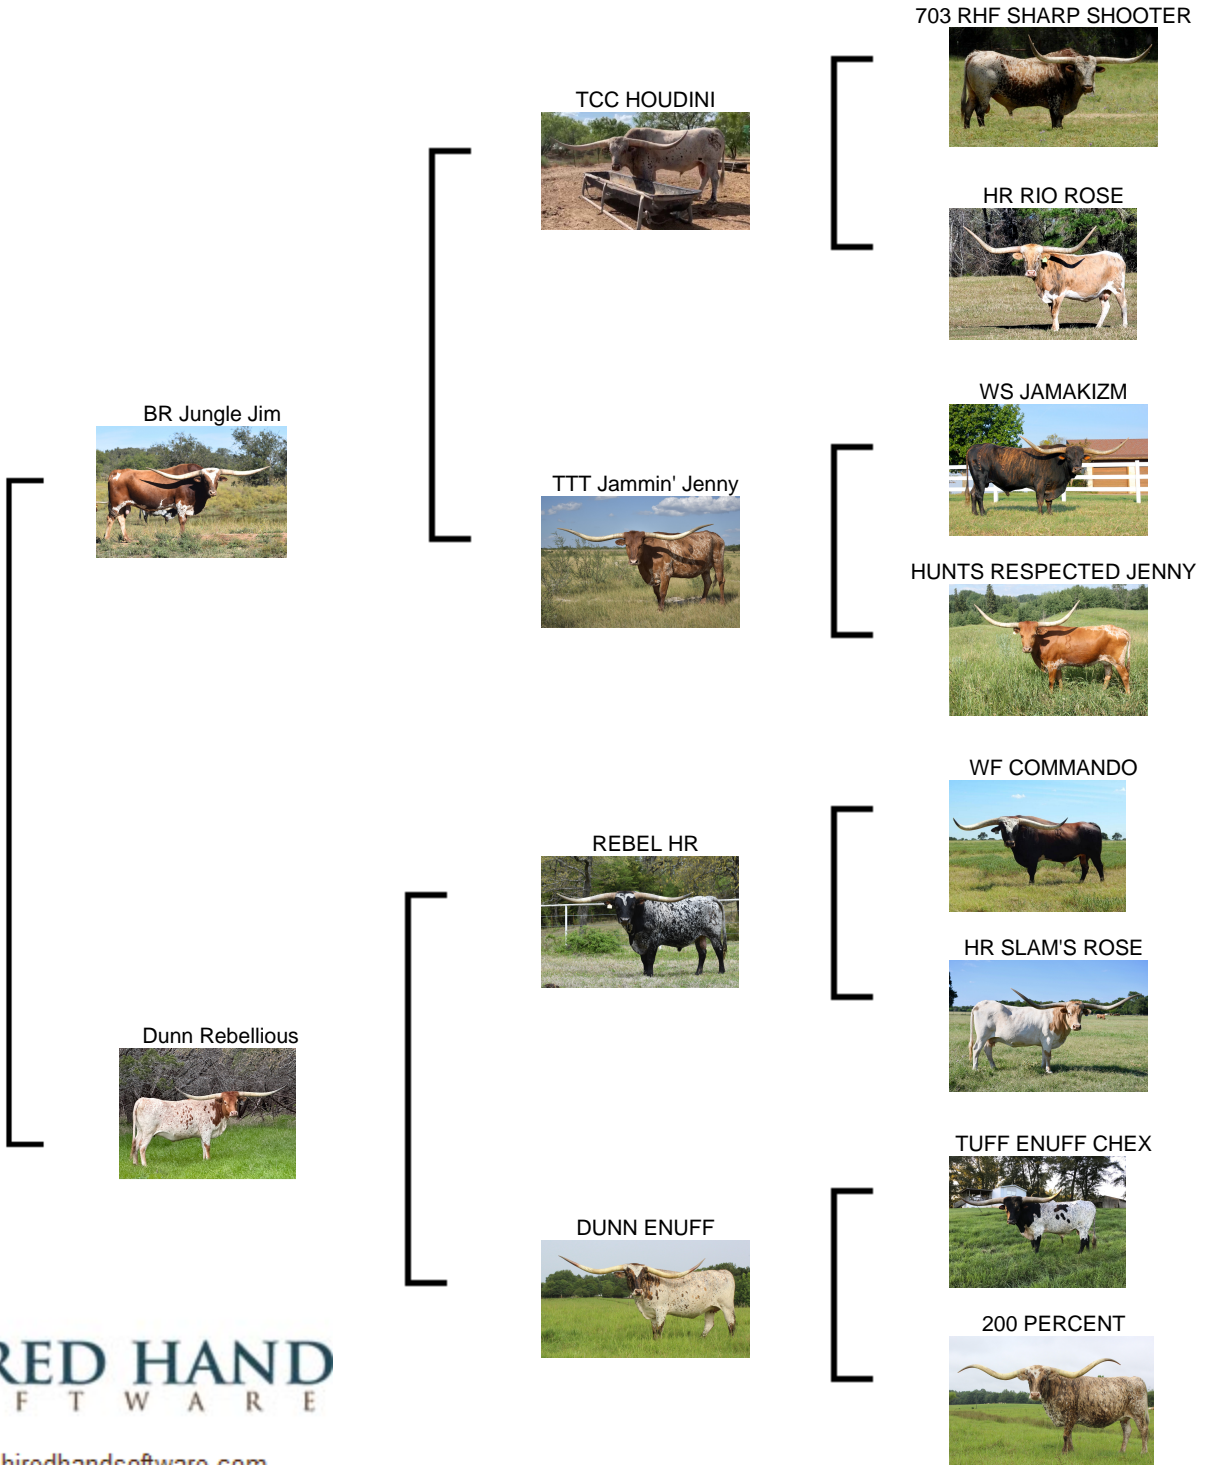 703 RHF SHARP SHOOTER
TCC HOUDINI
HR RIO ROSE
WS JAMAKIZM
BR Jungle Jim
TTT Jammin' Jenny
HUNTS RESPECTED JENNY
WF COMMANDO
REBEL HR
HR SLAM'S ROSE
Dunn Rebellious
TUFF ENUFF CHEX
DUNN ENUFF
200 PERCENT
RED HAND
F T W A R E
hiredhandsoftware.com